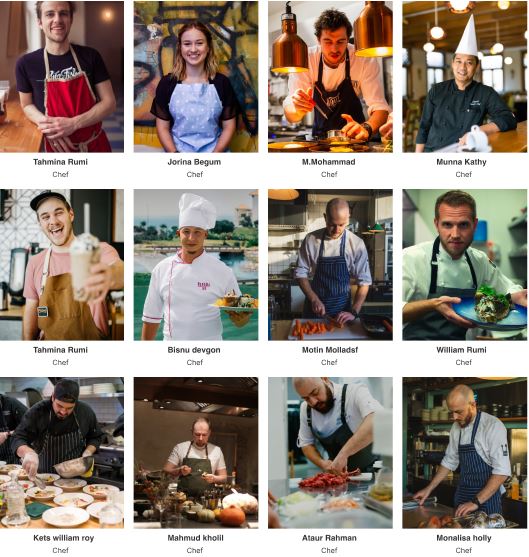 Tahmina Rumi
Chef
Jorina Begum
Chef
M.Mohammad
Chef
Munna Kathy
Chef
Tahmina Rumi
Chef
Bisnu devgon
Chef
Motin Molladsf
Chef
William Rumi
Chef
Kets william roy
Chef
Mahmud kholil
Chef
Ataur Rahman
Chef
Monalisa holly
Chef